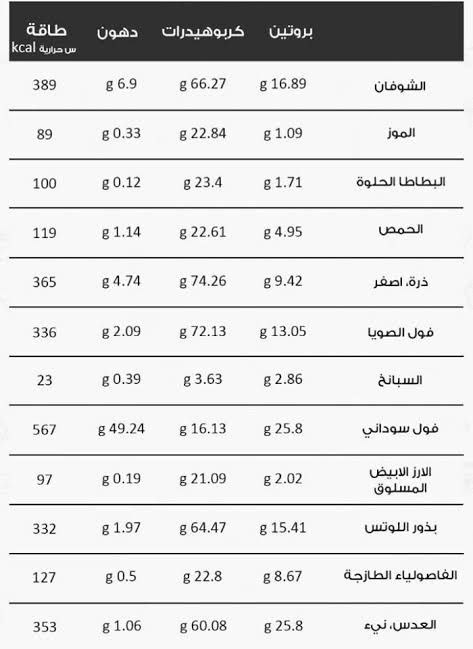 بروتين كربوهيدرات دهون طاقة
س حرارية kcal
الشوفان 16.89 g 66.27 g 6.9 g 389
الموز 1.09 g 22.84 g 0.33 g 89
البطاطا الحلوة 1.71 g 23.4 g 0.12 g 100
الحمص 4.95 g 22.61 g 1.14 g 119
ذرة، اصفر 9.42 g 74.26 g 4.74 g 365
فول الصويا 13.05 g 72.13 g 2.09 g 336
السبانخ 2.86 g 3.63 g 0.39 g 23
فول سوداني 25.8 g 16.13 g 49.24 g 567
الارز الابيض
المسلوق 2.02 g 21.09 g 0.19 g 97
بذور اللوتس 15.41 g 64.47 g 1.97 g 332
الفاصولياء الطازجة 8.67 g 22.8 g 0.5 g 127
العدس، نيء 25.8 g 60.08 g 1.06 g 353